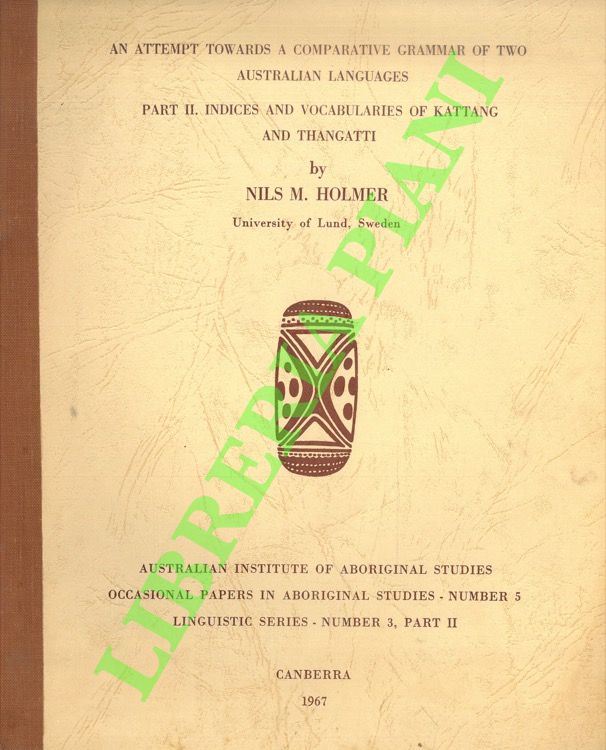 AN ATTEMPT TOWARDS A COMPARATIVE GRAMMAR OF TWO
AUSTRALIAN LANGUAGES
PART II. INDICES AND VOCABULARIES OF KATTANG
AND THANGATTI
by
NILS M. HOLMER
University of Lund, Sweden
AUSTRALIAN INSTITUTE OF ABORIGINAL STUDIES
OCCASIONAL PAPERS IN ABORIGINAL STUDIES - NUMBER 5
LINGUISTIC SERIES - NUMBER 3, PART II
CANBERRA
1967
LIBRERIA PIANI